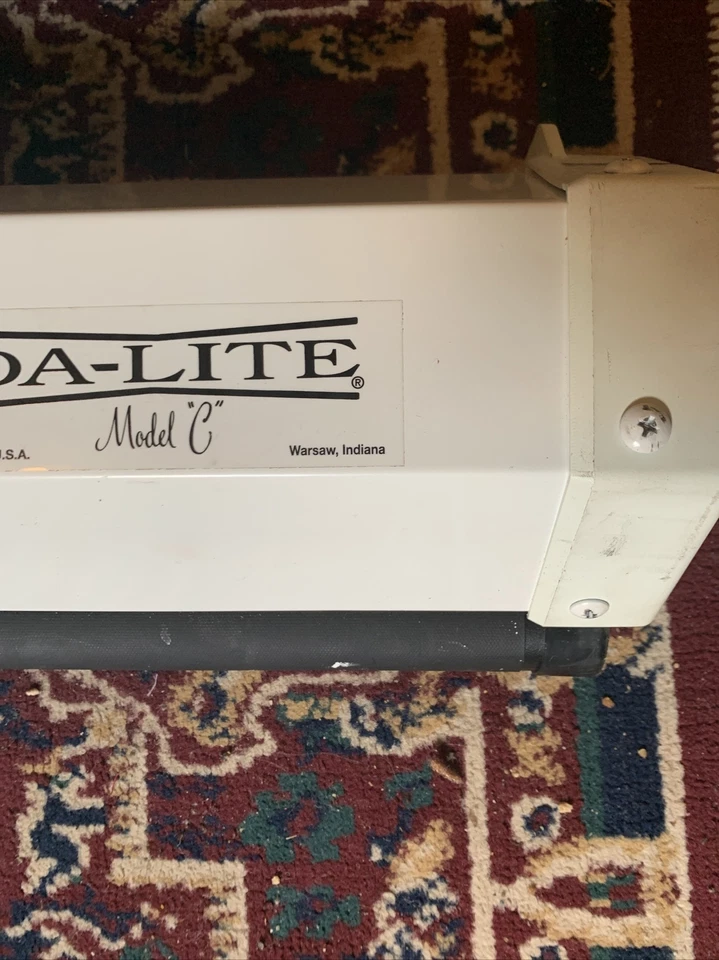 DA-LITE®
Model "C"
U.S.A. Warsaw, Indiana